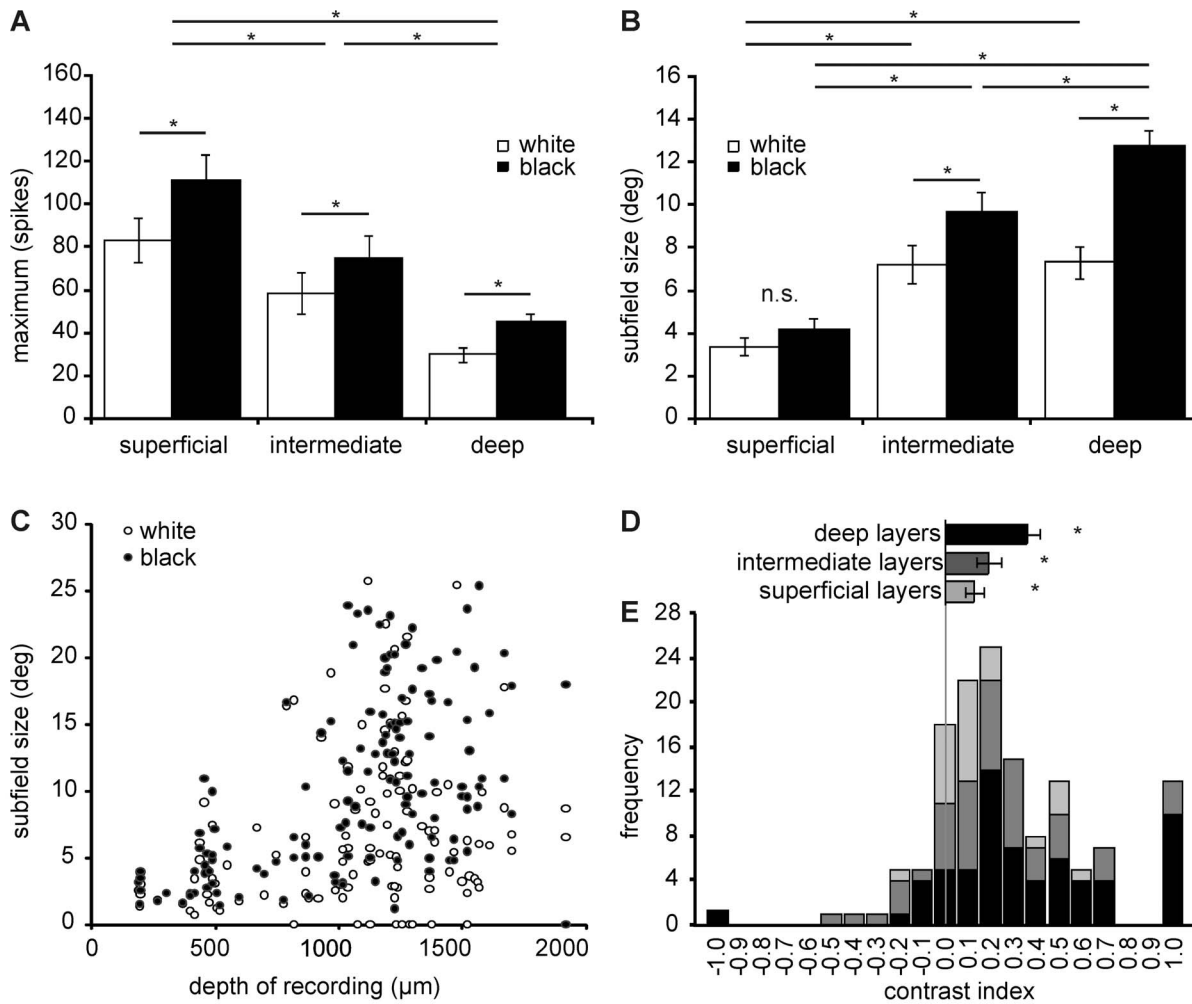 A
*
*
*
160
140
120
100
80
60
40
20
0
maximum (spikes)
*
*
*
white
black
superficial
intermediate
deep
B
*
*
*
*
*
16
14
12
10
8
6
4
2
0
subfield size (deg)
white
black
n.s.
*
*
superficial
intermediate
deep
C
white
black
30
25
20
15
10
5
0
subfield size (deg)
0
500
1000
1500
2000
depth of recording (μm)
D
deep layers
*
intermediate layers
*
superficial layers
*
E
28
24
20
16
12
8
4
0
frequency
-1.0
-0.9
-0.8
-0.7
-0.6
-0.5
-0.4
-0.3
-0.2
-0.1
0.0
0.1
0.2
0.3
0.4
0.5
0.6
0.7
0.8
0.9
1.0
contrast index